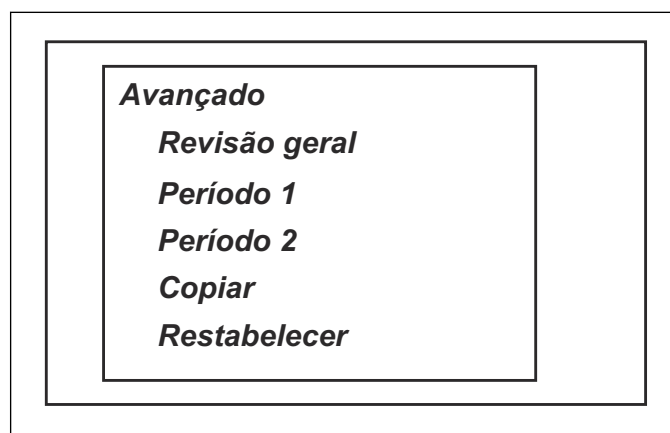 Avançado
Revisão geral
Período 1
Período 2
Copiar
Restabelecer